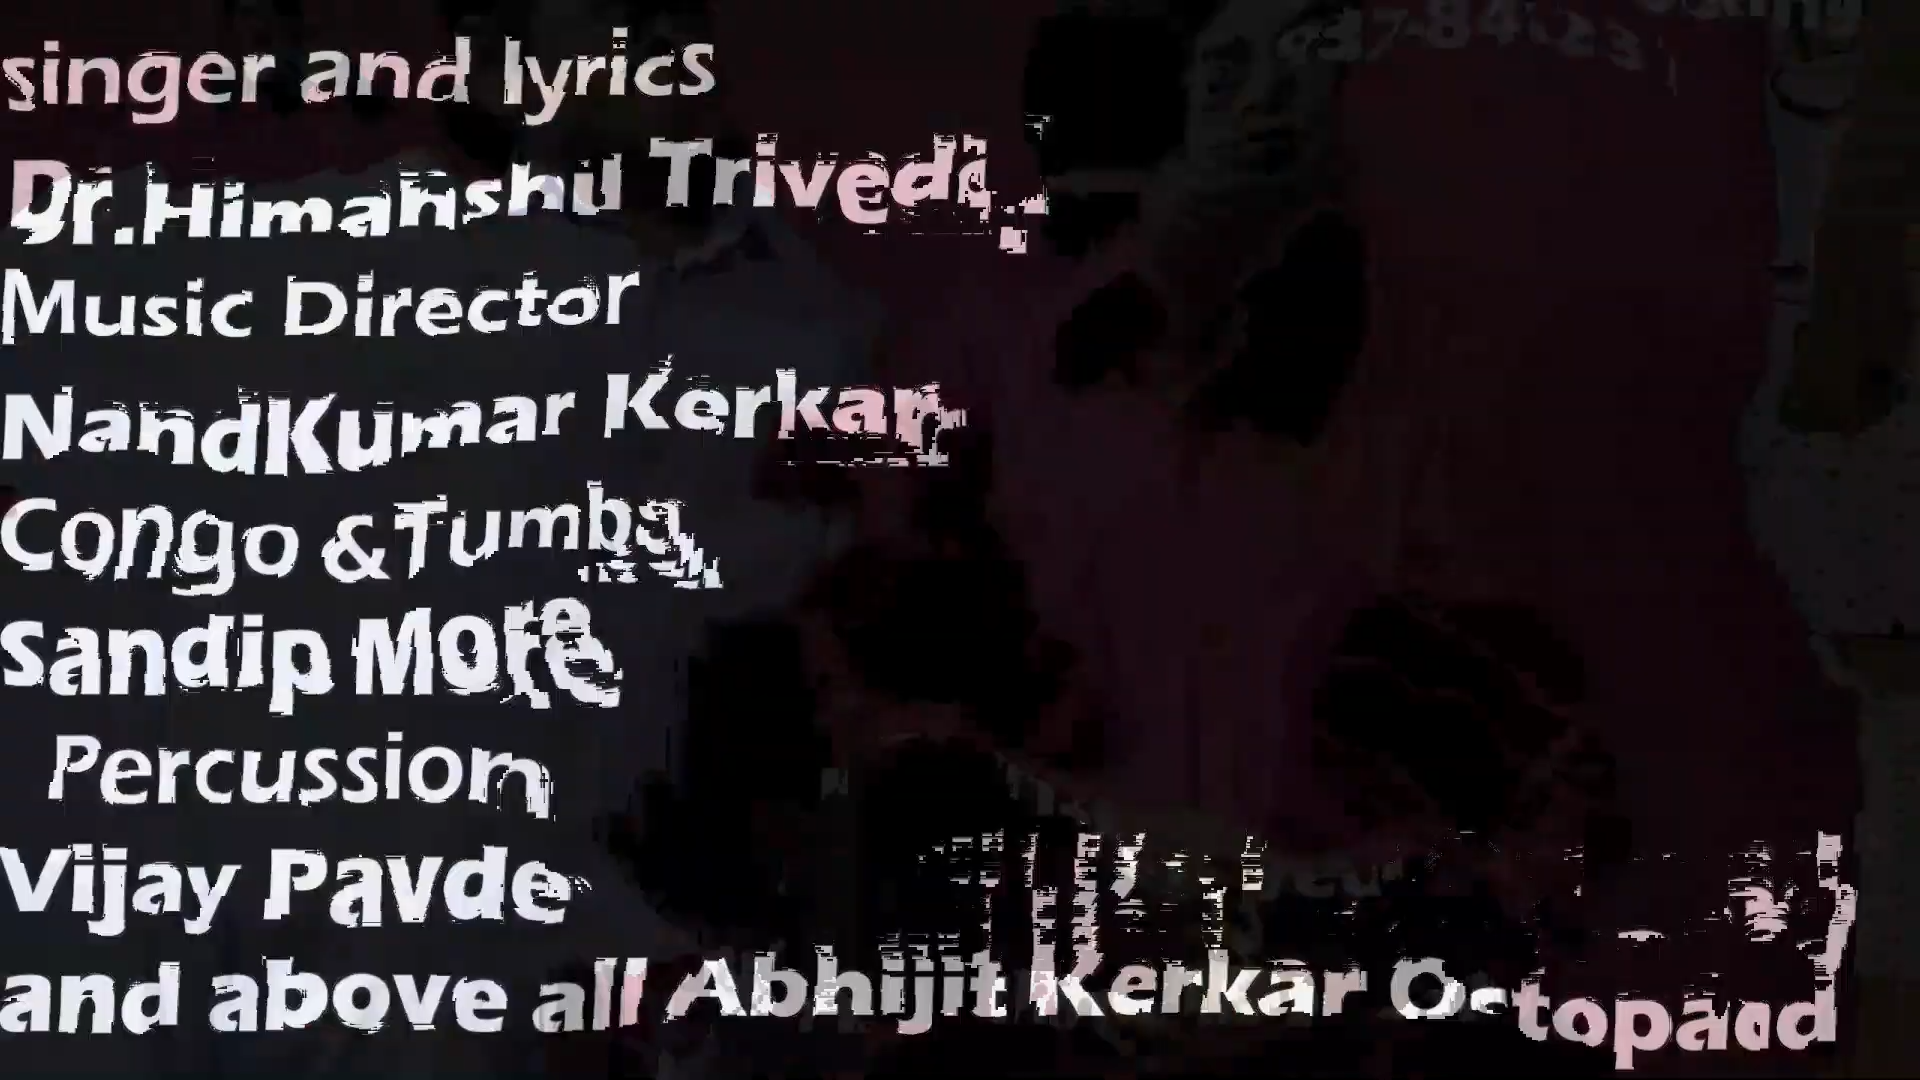 singer and lyrics
Dr.Himanshu Trivedi
Music Director
NandKumar Kerkar
Congo &Tumba
Sandip More
Percussion
Vijay Pavde
and above all Abhijit Kerkar Octopaad